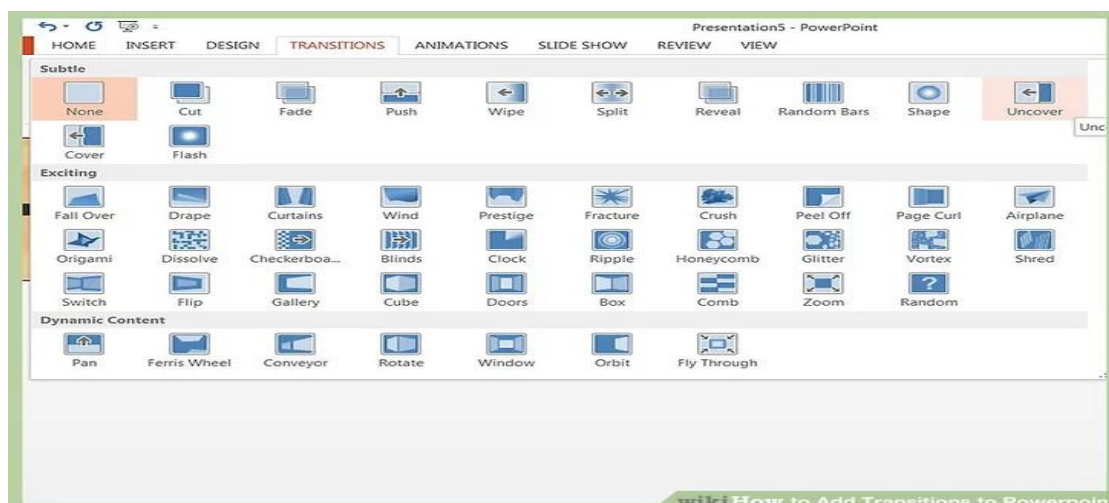 Presentation5 - PowerPoint
HOME INSERT DESIGN TRANSITIONS ANIMATIONS SLIDE SHOW REVIEW VIEW
Subtle
None Cut Fade Push Wipe Split Reveal Random Bars Shape Uncover
Unc
Cover Flash
Exciting
Fall Over Drape Curtains Wind Prestige Fracture Crush Peel Off Page Curl Airplane
Origami Dissolve Checkerboa... Blinds Clock Ripple Honeycomb Glitter Vortex Shred
Switch Flip Gallery Cube Doors Box Comb Zoom Random
Dynamic Content
Pan Ferris Wheel Conveyor Rotate Window Orbit Fly Through
wikiHow to Add Transitions to Powerpoin